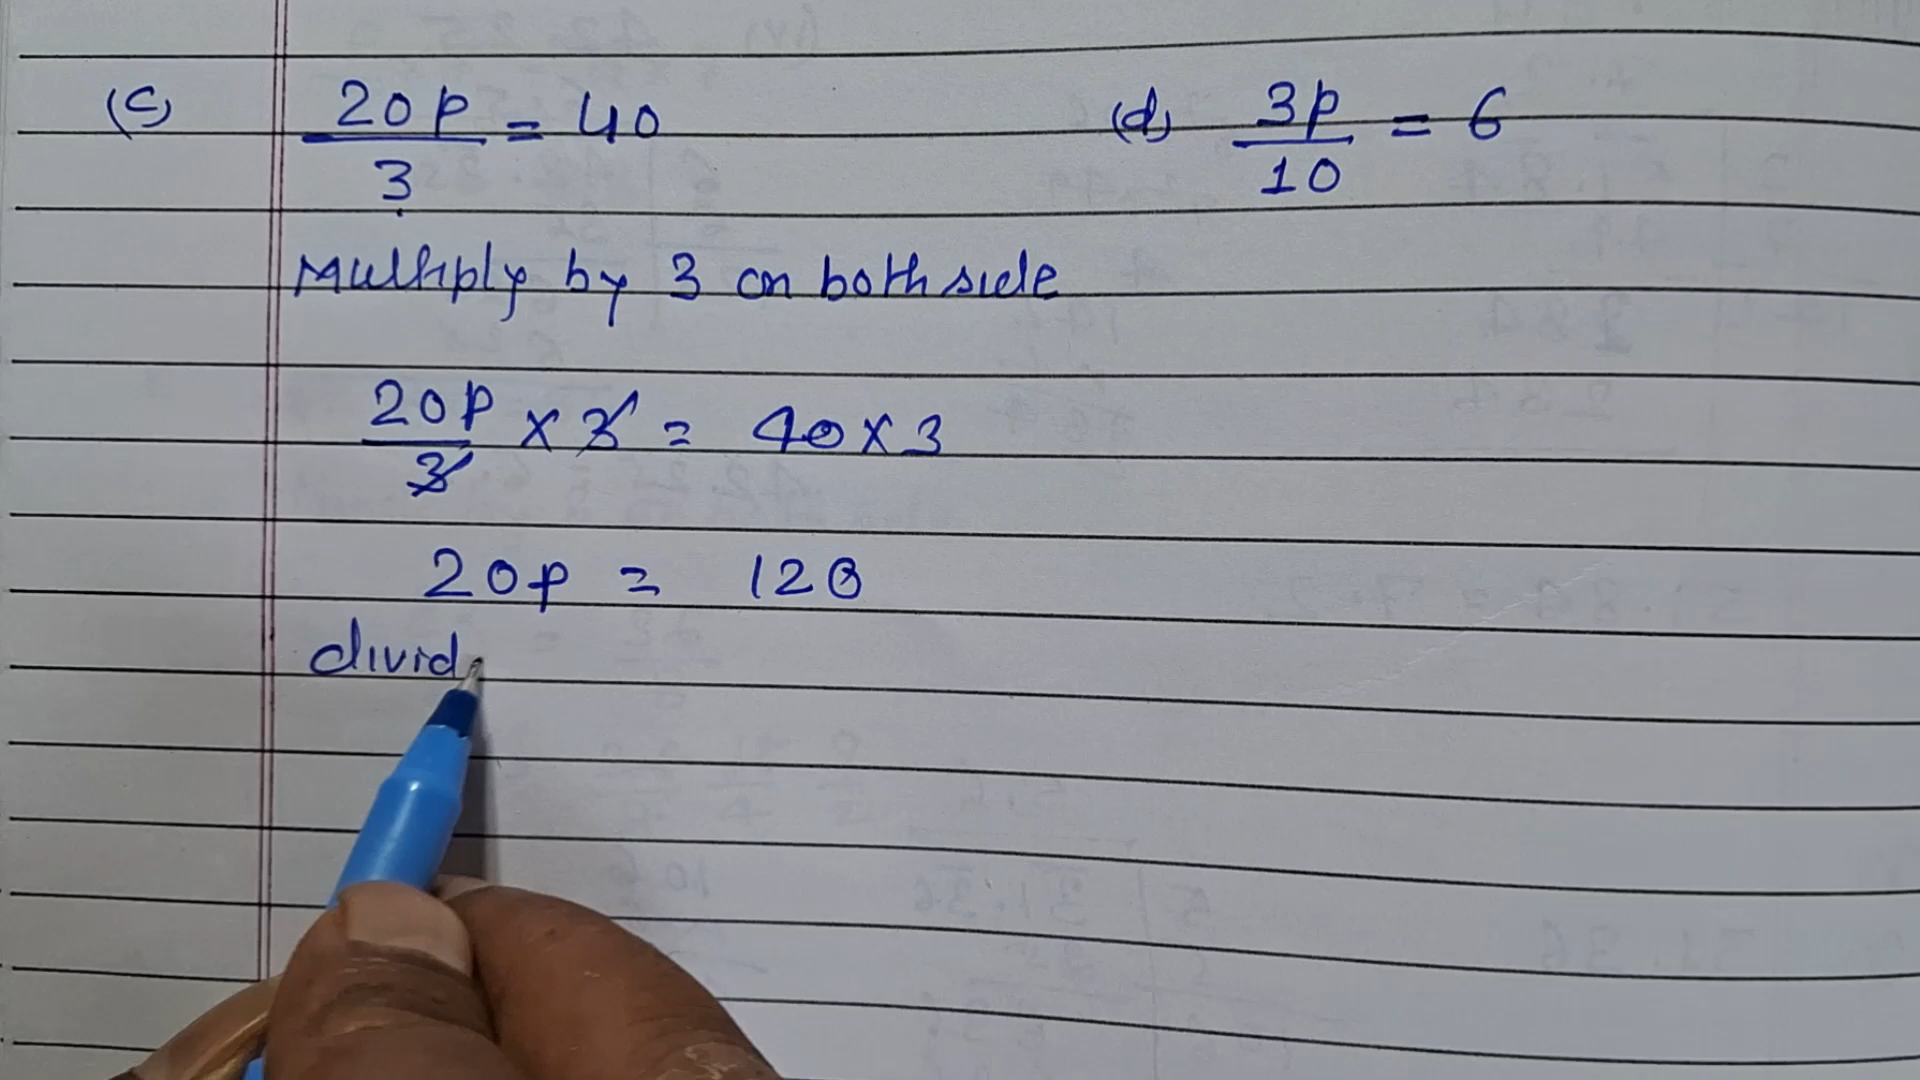 (c) 20p/3 = 40
(d) 3p/10 = 6
Multiply by 3 on both side
20p/3 × 3 = 40 × 3
20p = 120
divid